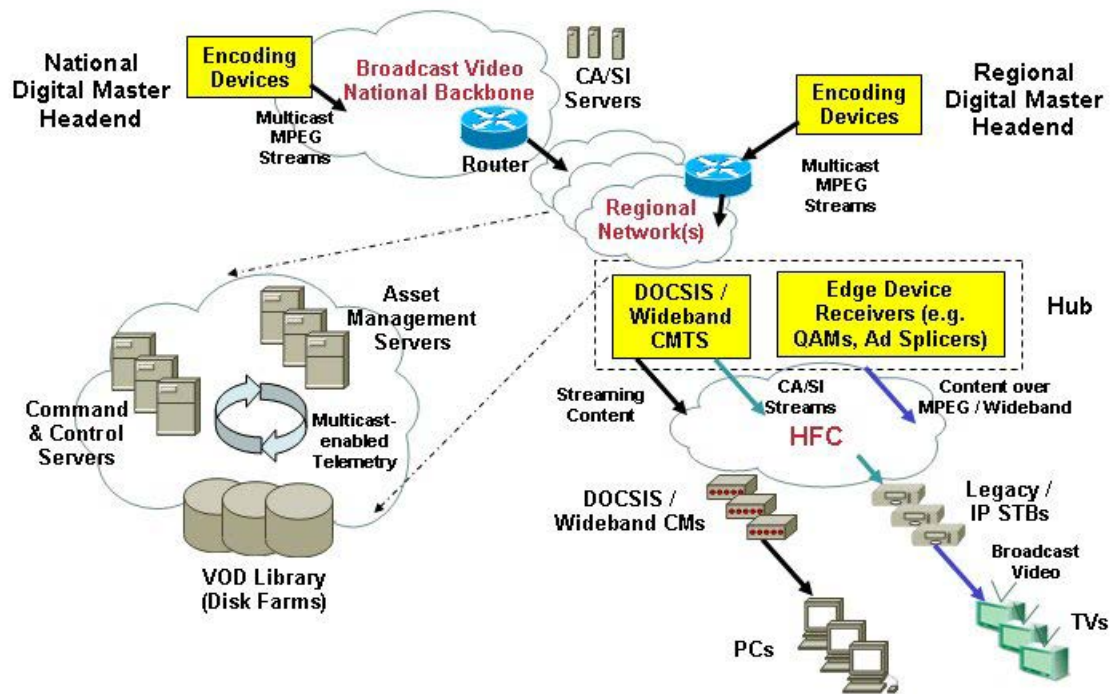 National
Digital Master
Headend
Encoding
Devices
Multicast
MPEG
Streams
Broadcast Video
National Backbone
Router
CA/SI
Servers
Regional
Digital Master
Headend
Encoding
Devices
Multicast
MPEG
Streams
Regional
Network(s)
DOCSIS /
Wideband
CMTS
Edge Device
Receivers (e.g.
QAMs, Ad Splicers)
Hub
Asset
Management
Servers
Command
& Control
Servers
Multicast-
enabled
Telemetry
VOD Library
(Disk Farms)
Streaming
Content
CA/SI
Streams
Content over
MPEG / Wideband
HFC
DOCSIS /
Wideband CMs
Legacy /
IP STBs
Broadcast
Video
PCs
TVs